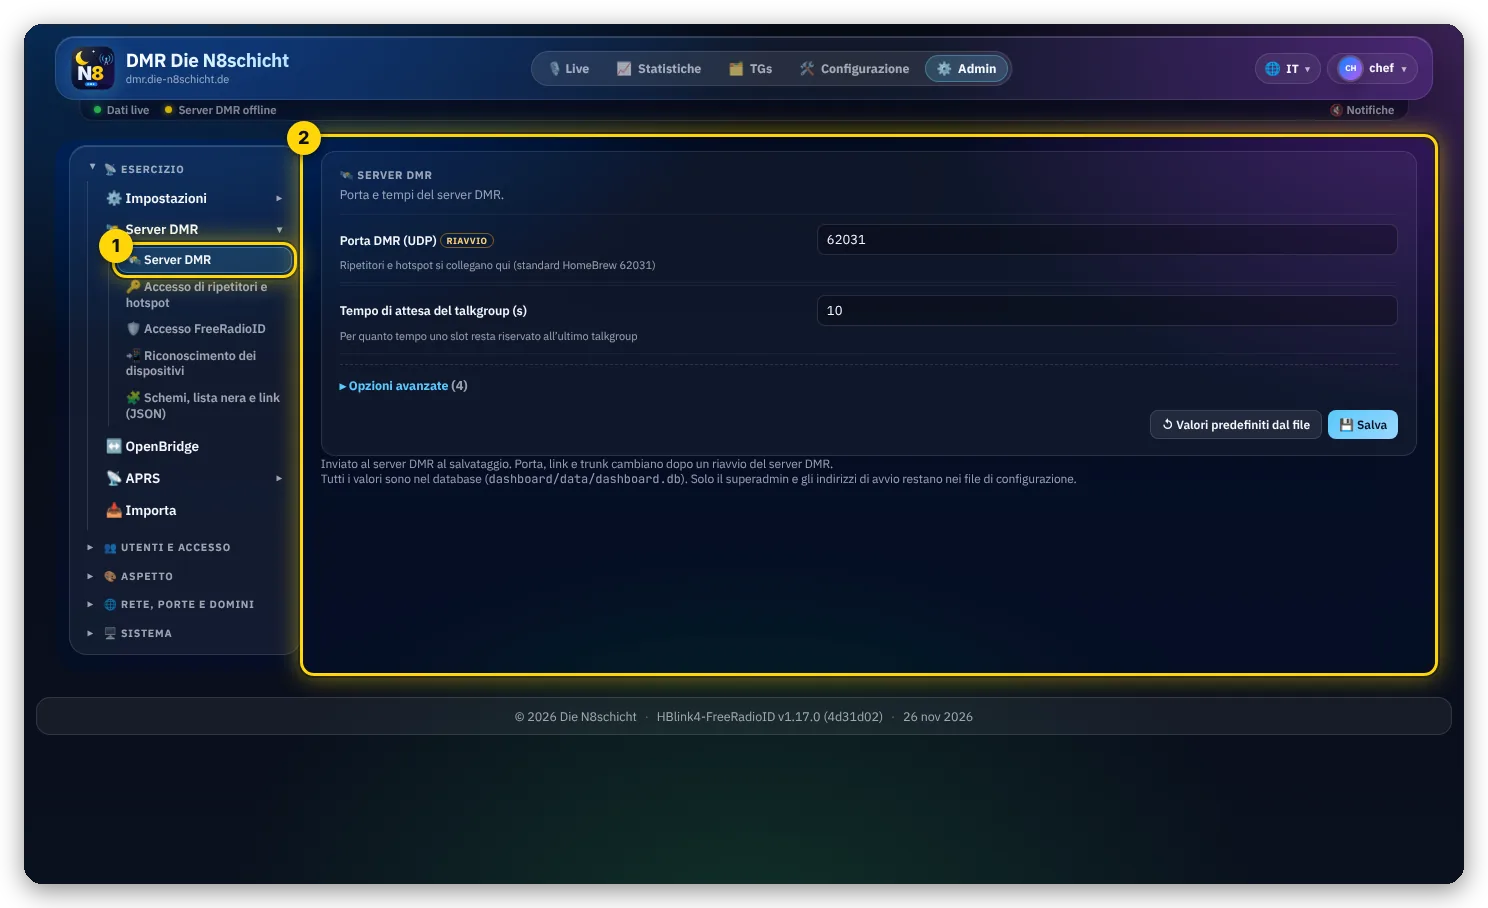 N8
DMR Die N8schicht
dmr.die-n8schicht.de
Live
Statistiche
TGs
Configurazione
Admin
IT
CH
chef
Dati live
Server DMR offline
Notifiche
1
2
ESERCIZIO
Impostazioni
Server DMR
Server DMR
Accesso di ripetitori e
hotspot
Accesso FreeRadioID
Riconoscimento dei
dispositivi
Schemi, lista nera e link
(JSON)
OpenBridge
APRS
Importa
UTENTI E ACCESSO
ASPETTO
RETE, PORTE E DOMINI
SISTEMA
SERVER DMR
Porta e tempi del server DMR.
Porta DMR (UDP) RIAVVIO
62031
Ripetitori e hotspot si collegano qui (standard HomeBrew 62031)
Tempo di attesa del talkgroup (s)
10
Per quanto tempo uno slot resta riservato all’ultimo talkgroup
▸ Opzioni avanzate (4)
Valori predefiniti dal file
Salva
Inviato al server DMR al salvataggio. Porta, link e trunk cambiano dopo un riavvio del server DMR.
Tutti i valori sono nel database (dashboard/data/dashboard.db). Solo il superadmin e gli indirizzi di avvio restano nei file di configurazione.
© 2026 Die N8schicht · HBlink4-FreeRadioID v1.17.0 (4d31d02) · 26 nov 2026